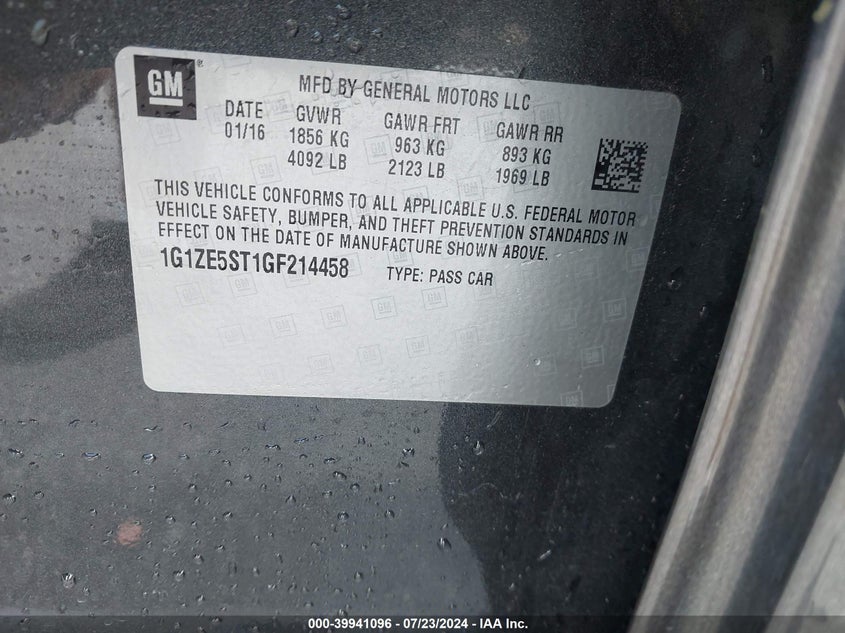 GM
MFD BY GENERAL MOTORS LLC
DATE GVWR GAWR FRT GAWR RR
01/16 1856 KG 963 KG 893 KG
4092 LB 2123 LB 1969 LB
THIS VEHICLE CONFORMS TO ALL APPLICABLE U.S. FEDERAL MOTOR
VEHICLE SAFETY, BUMPER, AND THEFT PREVENTION STANDARDS IN
EFFECT ON THE DATE OF MANUFACTURE SHOWN ABOVE.
1G1ZE5ST1GF214458 TYPE: PASS CAR
000-39941096 - 07/23/2024 - IAA Inc.